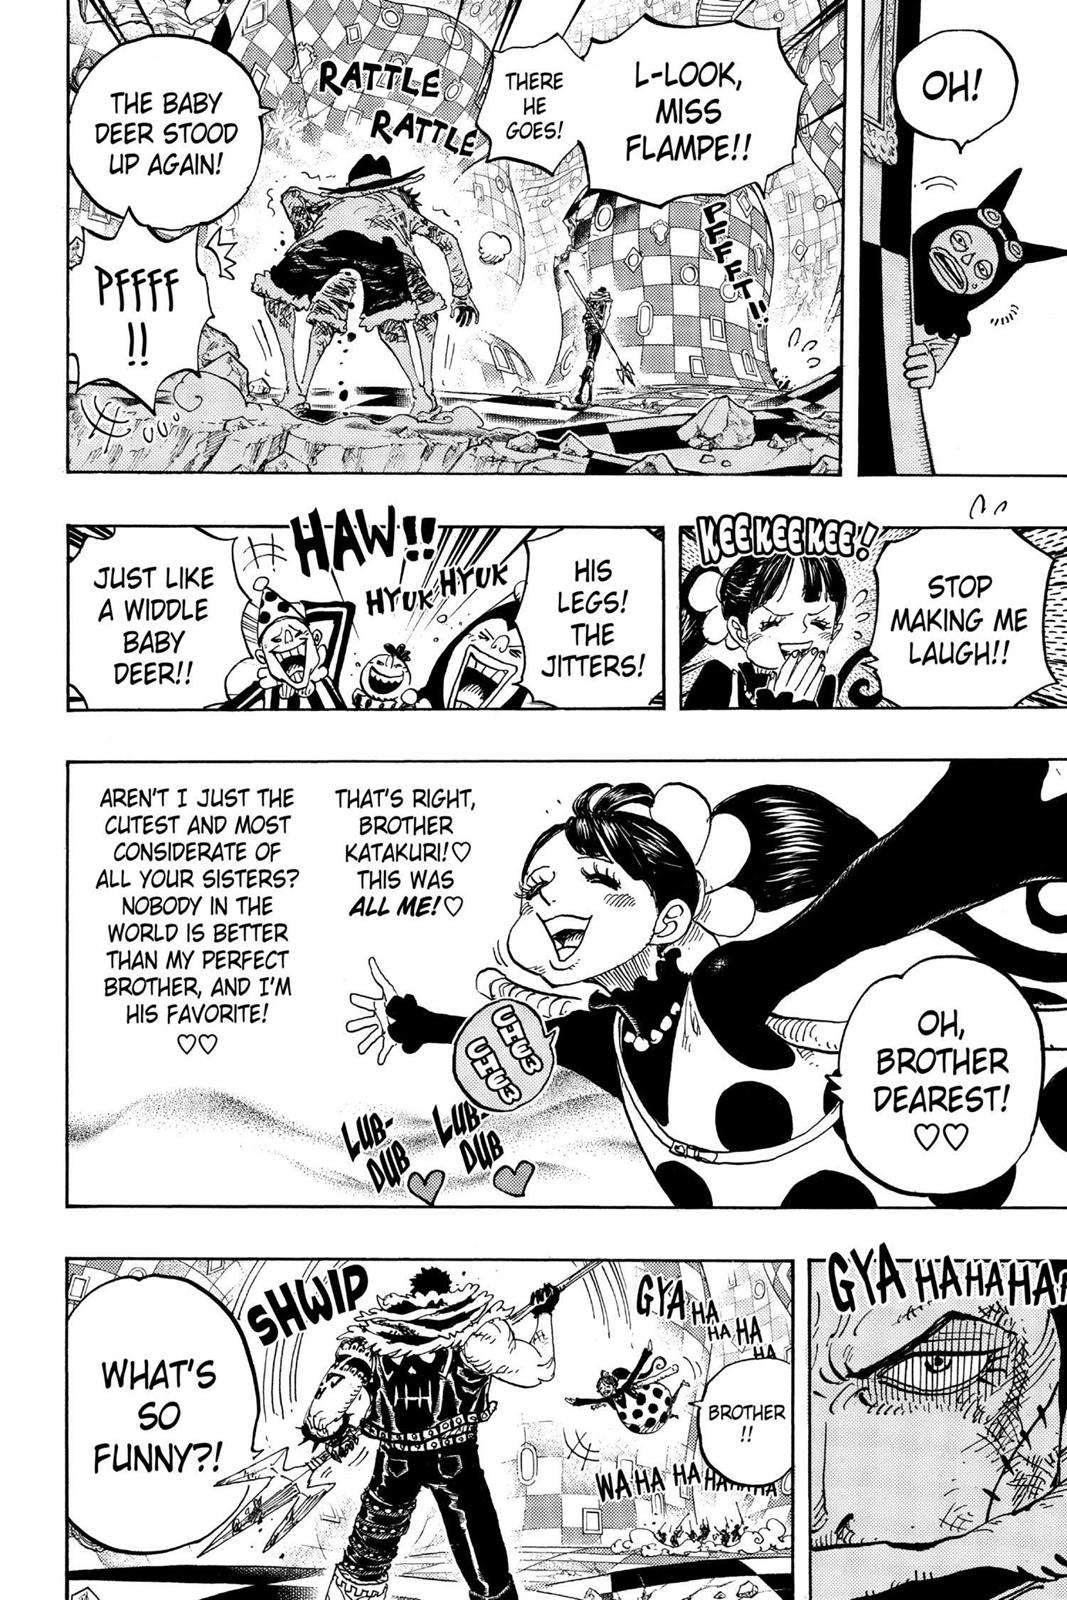 OH!
L-LOOK,
MISS
FLAMPE!!
THERE
HE
GOES!
PFFFFT!!
RATTLE
RATTLE
THE BABY
DEER STOOD
UP AGAIN!
PFFFF
!!
KEE KEE KEE!
STOP
MAKING ME
LAUGH!!
HIS
LEGS!
THE
JITTERS!
HAW!!
HYUK HYUK
JUST LIKE
A WIDDLE
BABY
DEER!!
OH,
BROTHER
DEAREST!
♡♡
THAT'S RIGHT,
BROTHER
KATAKURI!♡
THIS WAS
ALL ME!♡
LUB-
DUB
LUB-
DUB
AREN'T I JUST THE
CUTEST AND MOST
CONSIDERATE OF
ALL YOUR SISTERS?
NOBODY IN THE
WORLD IS BETTER
THAN MY PERFECT
BROTHER, AND I'M
HIS FAVORITE!
♡♡
GYA HAHAHA
GYA HA
HA HA
HA
BROTHER
!!
WA HA HA HAHAHAHA
SHWIP
WHAT'S
SO
FUNNY?!